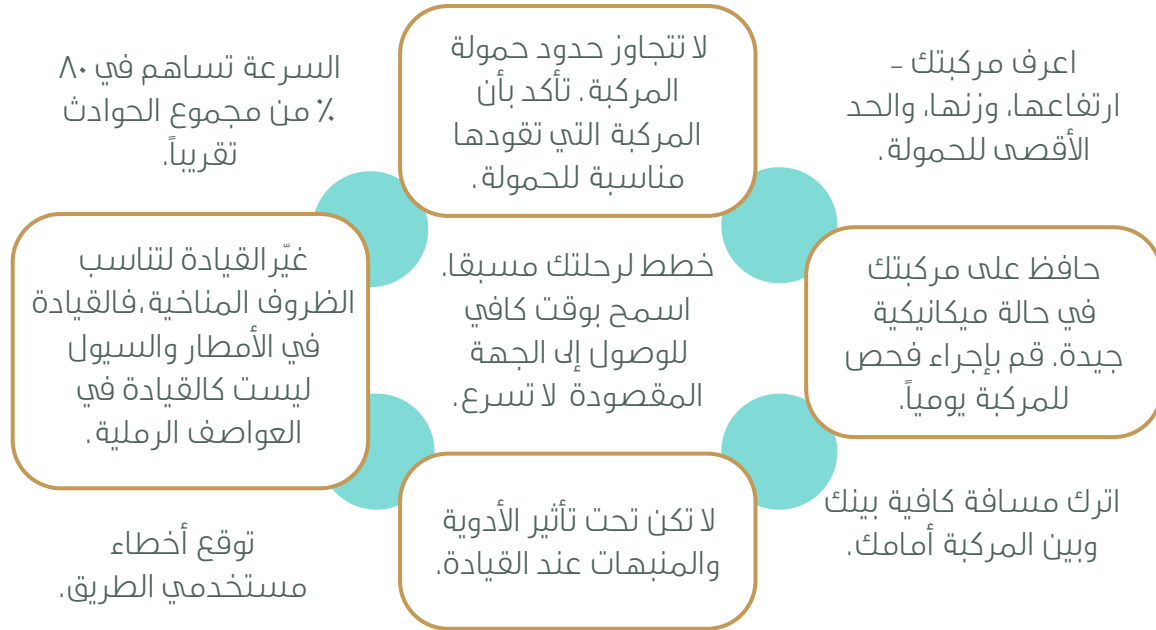 اعرف مركبتك -
ارتفاعها، وزنها، والحد
الأقصى للحمولة.
لا تتجاوز حدود حمولة
المركبة. تأكد بأن
المركبة التي تقودها
مناسبة للحمولة.
السرعة تساهم في ٨٠
٪ من مجموع الحوادث
تقريباً.
حافظ على مركبتك
في حالة ميكانيكية
جيدة. قم بإجراء فحص
للمركبة يومياً.
خطط لرحلتك مسبقا.
اسمح بوقت كافي
للوصول إلى الجهة
المقصودة لا تسرع.
غيّر القيادة لتناسب
الظروف المناخية،فالقيادة
في الأمطار والسيول
ليست كالقيادة في
العواصف الرملية.
اترك مسافة كافية بينك
وبين المركبة أمامك.
لا تكن تحت تأثير الأدوية
والمنبهات عند القيادة.
توقع أخطاء
مستخدمي الطريق.